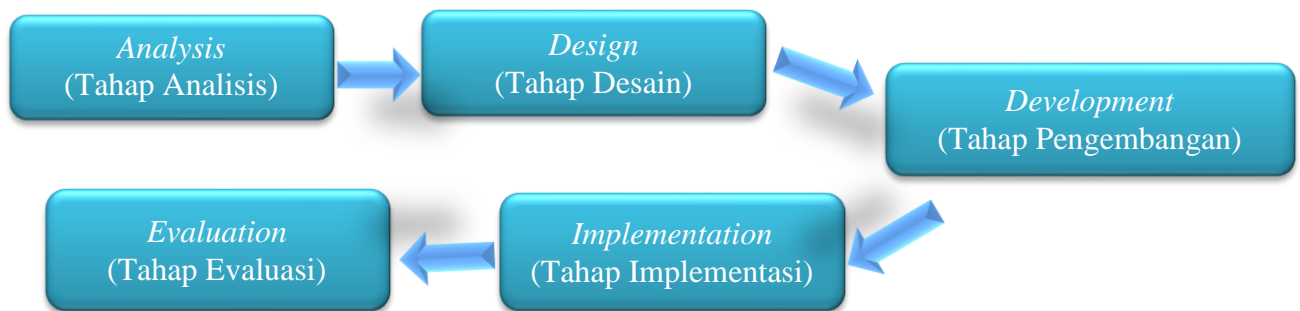 Analysis
(Tahap Analisis)
Design
(Tahap Desain)
Development
(Tahap Pengembangan)
Implementation
(Tahap Implementasi)
Evaluation
(Tahap Evaluasi)